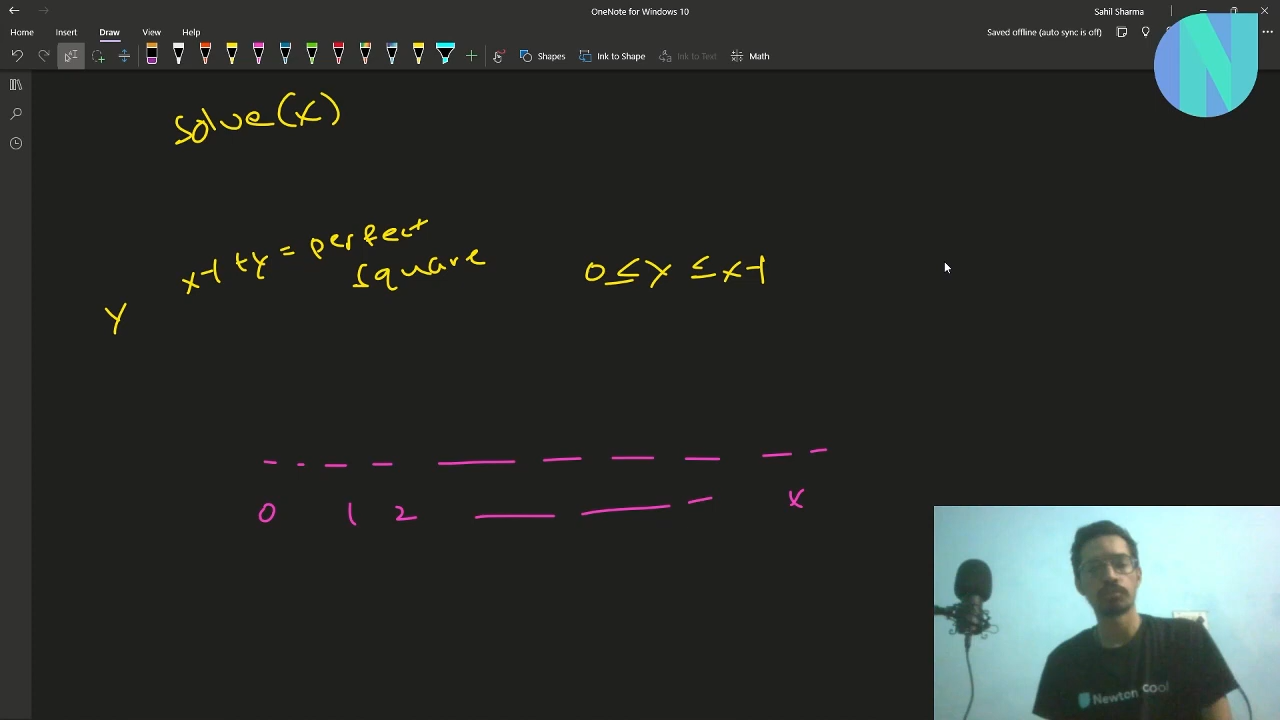 OneNote for Windows 10
Sahil Sharma
Home Insert Draw View Help
Saved offline (auto sync is off)
Shapes Ink to Shape Ink to Text Math
solve(x)
x-1 + y = perfect
square
0 ≤ y ≤ x-1
y
0 1 2 x
Newton